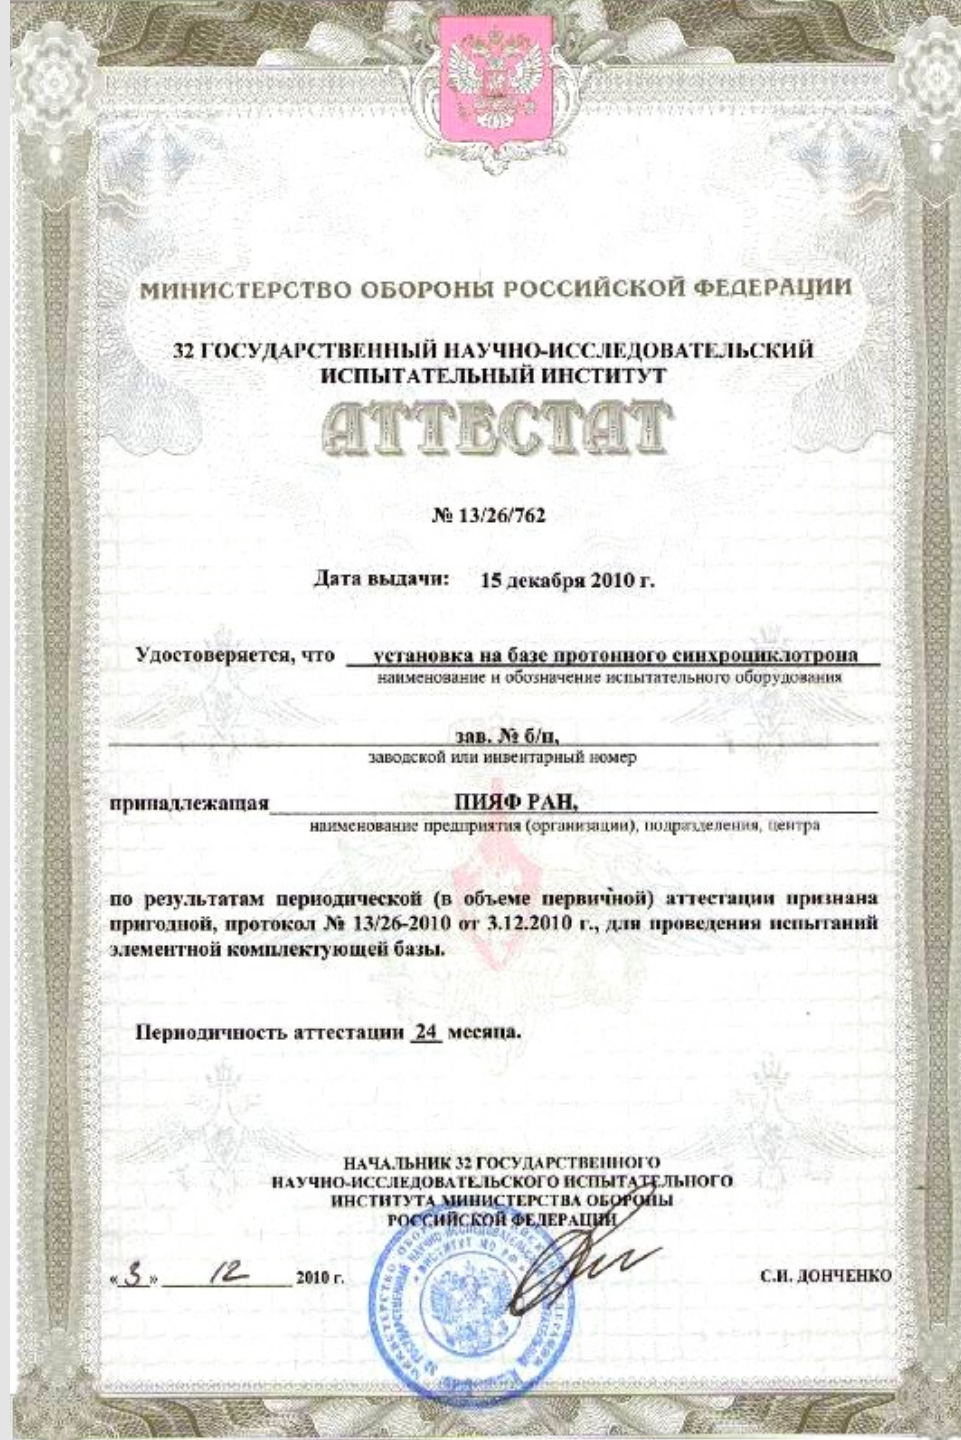 МИНИСТЕРСТВО ОБОРОНЫ РОССИЙСКОЙ ФЕДЕРАЦИИ
32 ГОСУДАРСТВЕННЫЙ НАУЧНО-ИССЛЕДОВАТЕЛЬСКИЙ
ИСПЫТАТЕЛЬНЫЙ ИНСТИТУТ
АТТЕСТАТ
№ 13/26/762
Дата выдачи: 15 декабря 2010 г.
Удостоверяется, что установка на базе протонного синхроциклотрона
наименование и обозначение испытательного оборудования
зав. № б/н,
заводской или инвентарный номер
принадлежащая ПИЯФ РАН,
наименование предприятия (организации), подразделения, центра
по результатам периодической (в объеме первичной) аттестации признана
пригодной, протокол № 13/26-2010 от 3.12.2010 г., для проведения испытаний
элементной комплектующей базы.
Периодичность аттестации 24 месяца.
НАЧАЛЬНИК 32 ГОСУДАРСТВЕННОГО
НАУЧНО-ИССЛЕДОВАТЕЛЬСКОГО ИСПЫТАТЕЛЬНОГО
ИНСТИТУТА МИНИСТЕРСТВА ОБОРОНЫ
РОССИЙСКОЙ ФЕДЕРАЦИИ
« 3 » 12 2010 г.
С.И. ДОНЧЕНКО